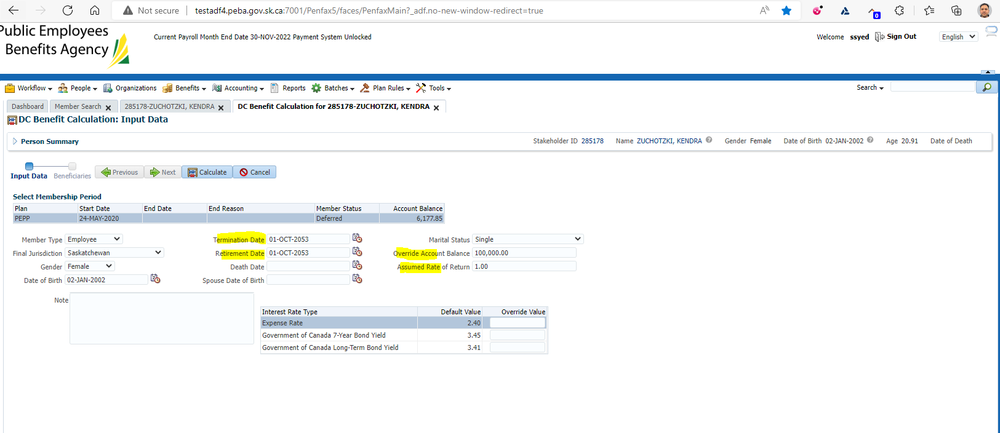 Not secure testadf4.peba.gov.sk.ca:7001/Penfax5/faces/PenfaxMain?_adf.no-new-window-redirect=true
0
Public Employees
Benefits Agency
Current Payroll Month End Date 30-NOV-2022 Payment System Unlocked
Welcome ssyed Sign Out English
Workflow People Organizations Benefits Accounting Reports Batches Plan Rules Tools Search
Dashboard Member Search 285178-ZUCHOTZKI, KENDRA DC Benefit Calculation for 285178-ZUCHOTZKI, KENDRA
DC Benefit Calculation: Input Data
Person Summary Stakeholder ID 285178 Name ZUCHOTZKI, KENDRA Gender Female Date of Birth 02-JAN-2002 Age 20.91 Date of Death
Input Data Beneficiaries Previous Next Calculate Cancel
Select Membership Period
Plan Start Date End Date End Reason Member Status Account Balance
PEPP 24-MAY-2020 Deferred 6,177.85
Member Type Employee Termination Date 01-OCT-2053 Marital Status Single
Final Jurisdiction Saskatchewan Retirement Date 01-OCT-2053 Override Account Balance 100,000.00
Gender Female Death Date Assumed Rate of Return 1.00
Date of Birth 02-JAN-2002 Spouse Date of Birth
Note
Interest Rate Type Default Value Override Value
Expense Rate 2.40
Government of Canada 7-Year Bond Yield 3.45
Government of Canada Long-Term Bond Yield 3.41